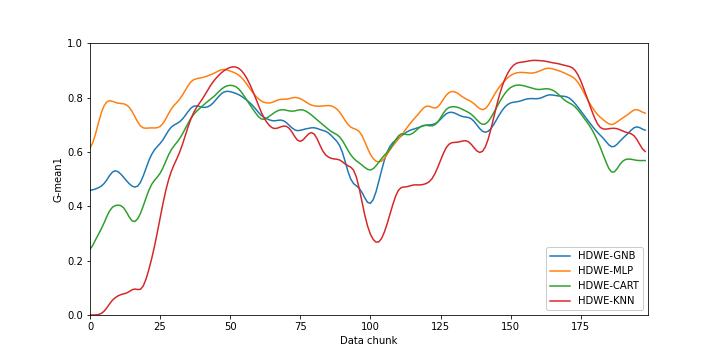 1.0
0.8
0.6
0.4
0.2
0.0
G-mean1
0 25 50 75 100 125 150 175
Data chunk
HDWE-GNB
HDWE-MLP
HDWE-CART
HDWE-KNN